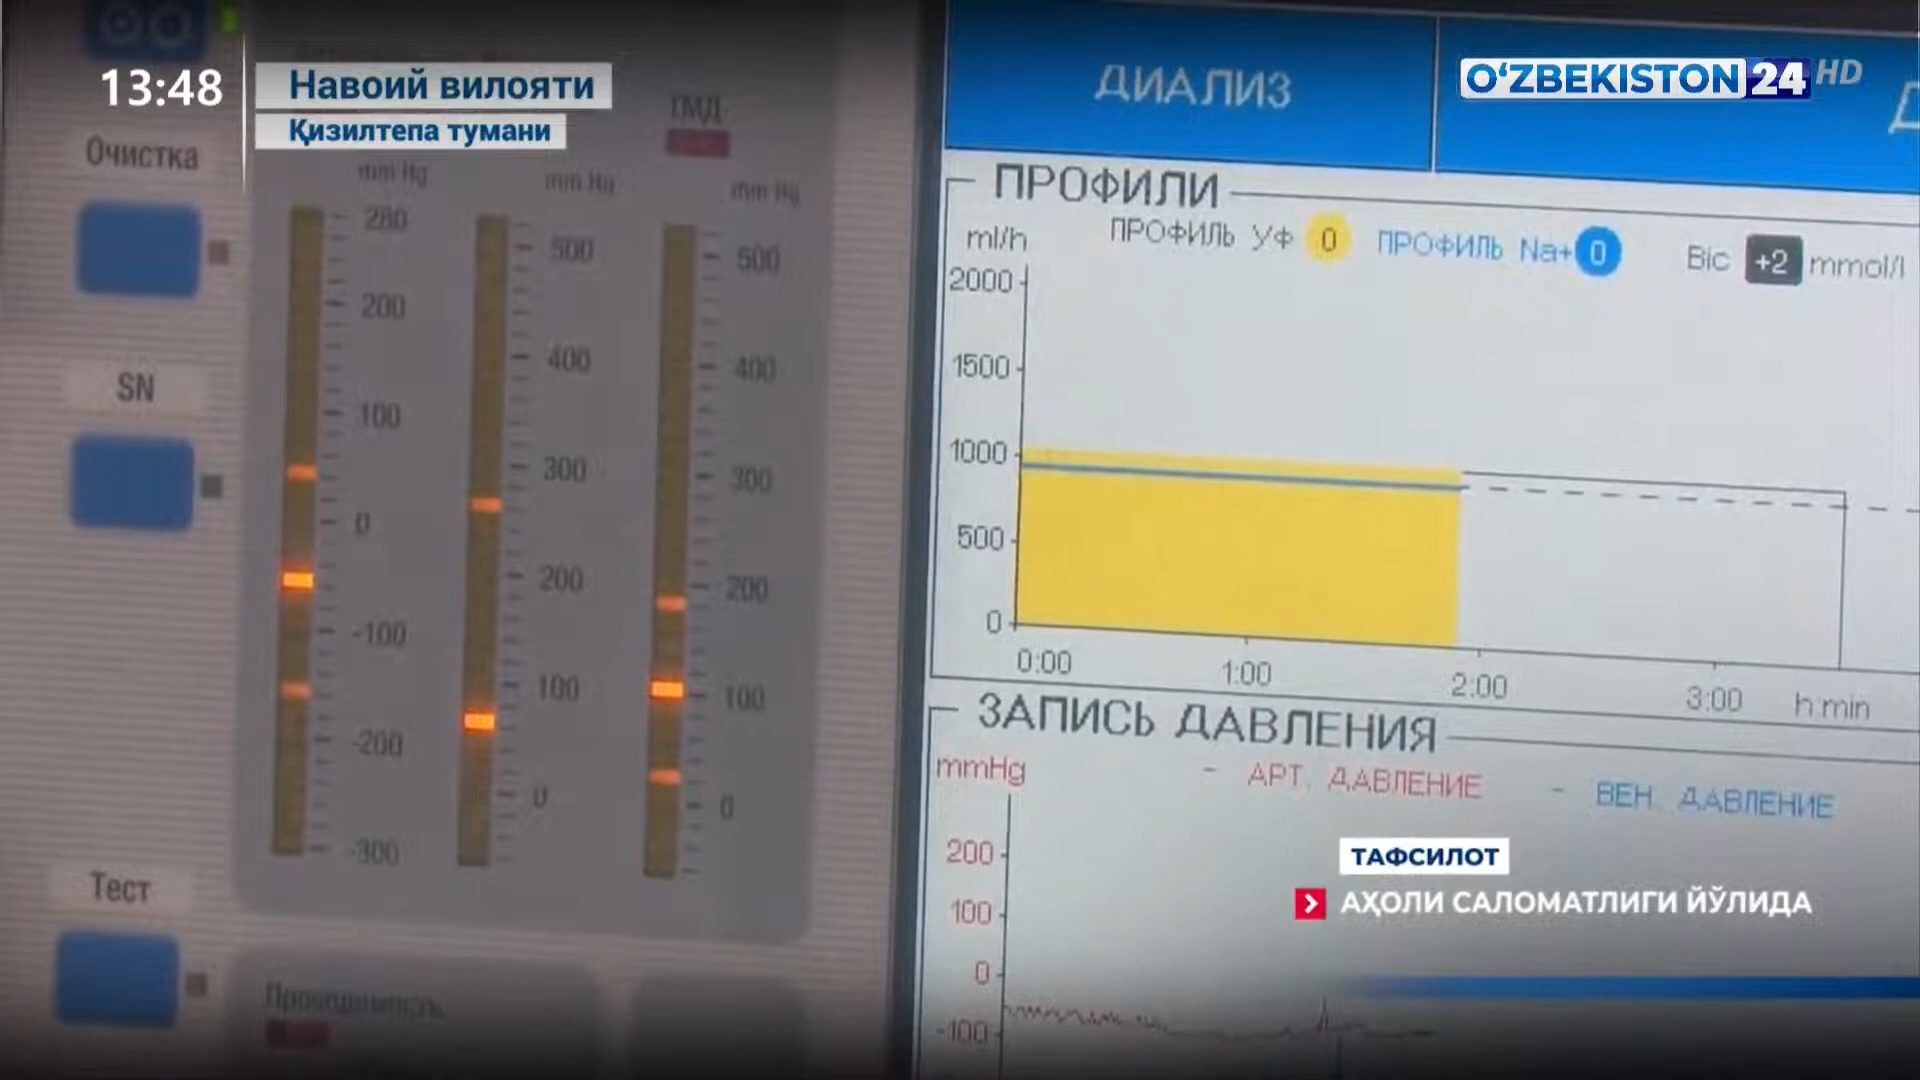 13:48
Навоий вилояти
Қизилтепа тумани
O‘ZBEKISTON 24 HD
Очистка
SN
Тест
ТМД
mm Hg
mm Hg
mm Hg
280
200
100
0
-100
-200
-300
500
400
300
200
100
0
500
400
300
200
100
0
Проводимость
ДИАЛИЗ
Д
ПРОФИЛИ
ml/h
ПРОФИЛЬ УФ 0 ПРОФИЛЬ Na+ 0 Bic +2 mmol/l
2000
1500
1000
500
0
0:00 1:00 2:00 3:00 h:min
ЗАПИСЬ ДАВЛЕНИЯ
mmHg - АРТ. ДАВЛЕНИЕ - ВЕН. ДАВЛЕНИЕ
200
100
0
-100
ТАФСИЛОТ
АҲОЛИ САЛОМАТЛИГИ ЙЎЛИДА